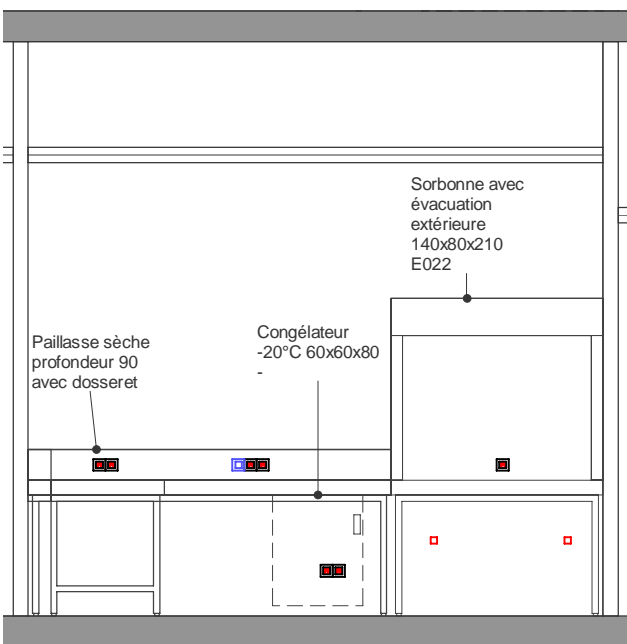 Sorbonne avec
évacuation
extérieure
140x80x210
E022
Paillasse sèche
profondeur 90
avec dosseret
Congélateur
-20°C 60x60x80
-